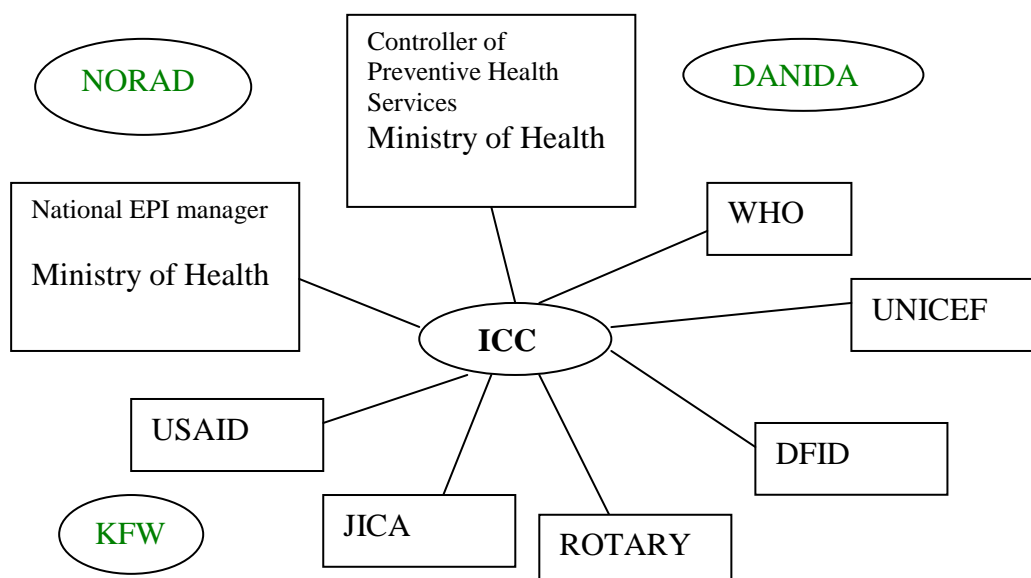 Controller of
Preventive Health
Services
Ministry of Health
NORAD
DANIDA
National EPI manager
Ministry of Health
WHO
UNICEF
ICC
USAID
DFID
JICA
ROTARY
KFW